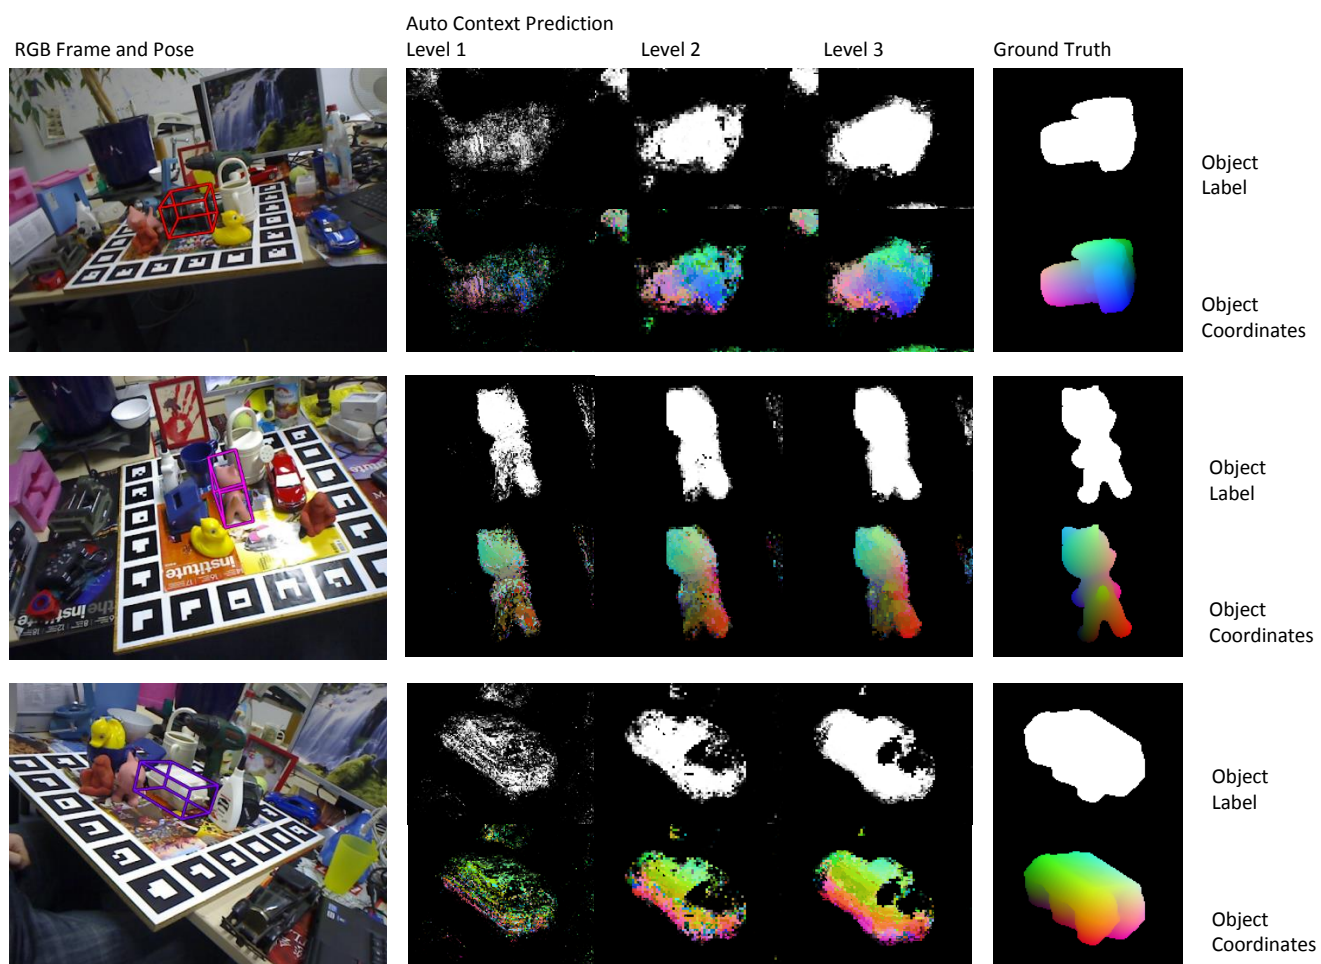 Auto Context Prediction
RGB Frame and Pose
Level 1
Level 2
Level 3
Ground Truth
Object
Label
Object
Coordinates
Object
Label
institute
Object
Coordinates
Object
Label
Object
Coordinates